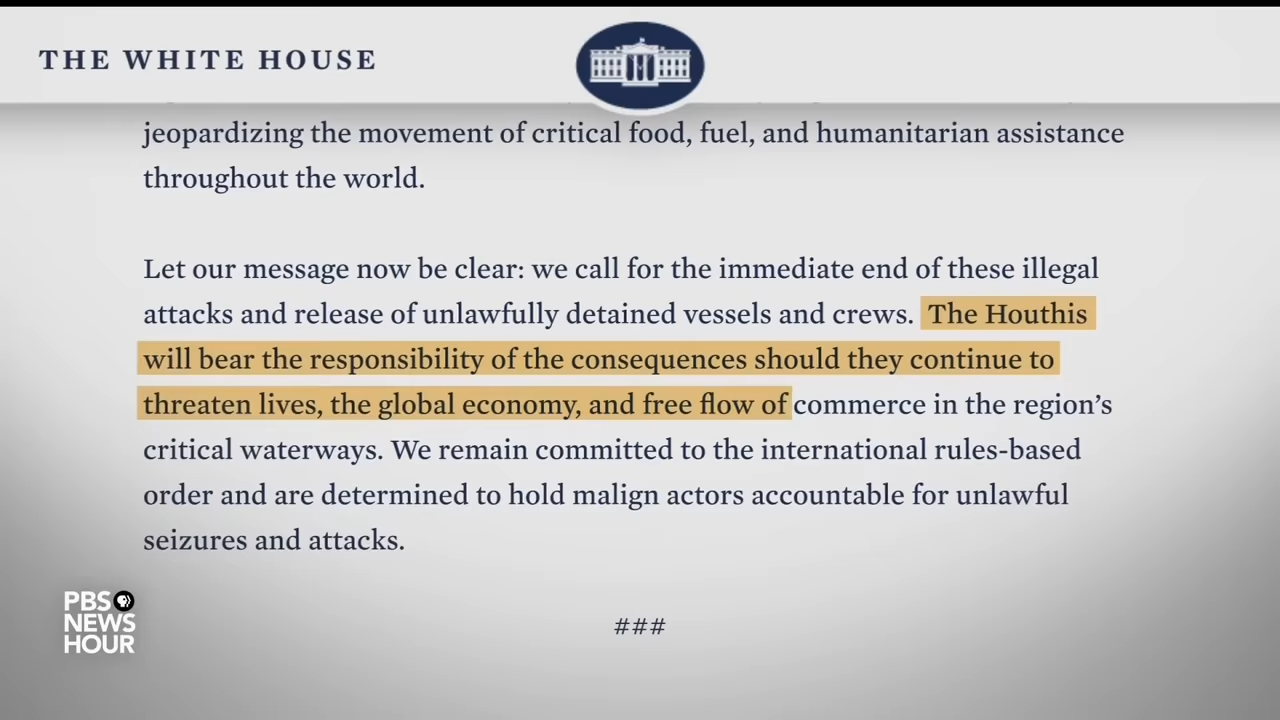 THE WHITE HOUSE
jeopardizing the movement of critical food, fuel, and humanitarian assistance
throughout the world.
Let our message now be clear: we call for the immediate end of these illegal
attacks and release of unlawfully detained vessels and crews. The Houthis
will bear the responsibility of the consequences should they continue to
threaten lives, the global economy, and free flow of commerce in the region’s
critical waterways. We remain committed to the international rules-based
order and are determined to hold malign actors accountable for unlawful
seizures and attacks.
###
PBS
NEWS
HOUR